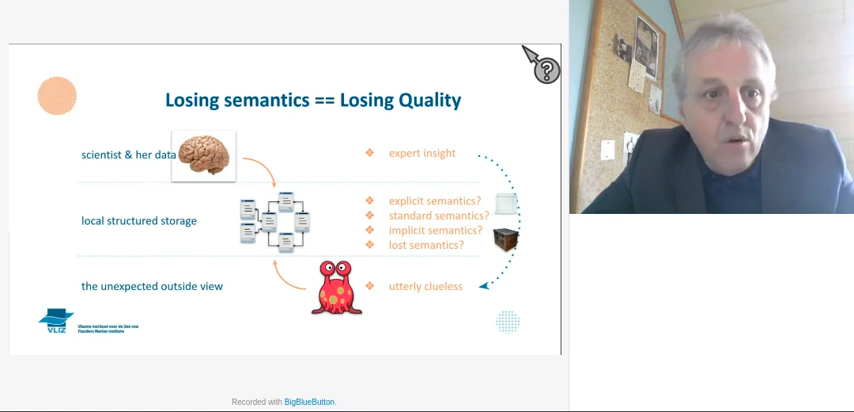 Losing semantics == Losing Quality
scientist & her data
❖ expert insight
local structured storage
❖ explicit semantics?
❖ standard semantics?
❖ implicit semantics?
❖ lost semantics?
the unexpected outside view
❖ utterly clueless
VLIZ
Vlaams Instituut voor de Zee vzw
Flanders Marine Institute
Recorded with BigBlueButton.